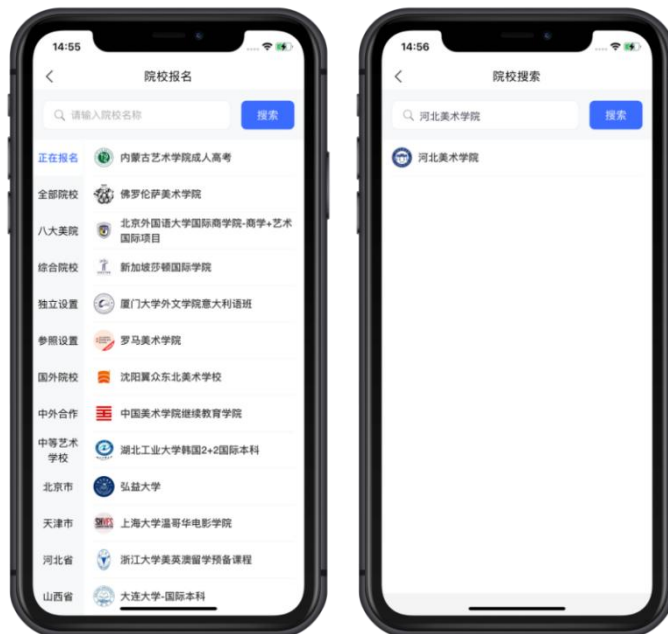 14:55
院校报名
请输入院校名称
搜索
正在报名
内蒙古艺术学院成人高考
全部院校
佛罗伦萨美术学院
八大美院
北京外国语大学国际商学院-商学+艺术
国际项目
综合院校
新加坡莎顿国际学院
独立设置
厦门大学外文学院意大利语班
参照设置
罗马美术学院
国外院校
沈阳翼众东北美术学校
中外合作
中国美术学院继续教育学院
中等艺术
学校
湖北工业大学韩国2+2国际本科
北京市
弘益大学
天津市
上海大学温哥华电影学院
河北省
浙江大学美英澳留学预备课程
山西省
大连大学-国际本科
14:56
院校搜索
河北美术学院
搜索
河北美术学院